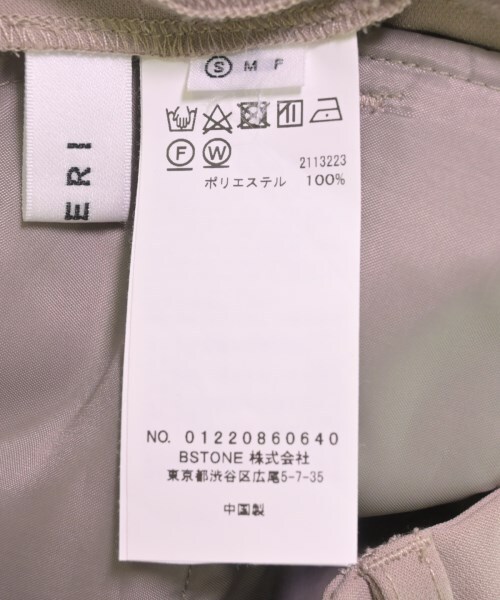 Ⓢ M F
ERI
F W
2113223
ポリエステル 100%
NO. 01220860640
BSTONE 株式会社
東京都渋谷区広尾5-7-35
中国製